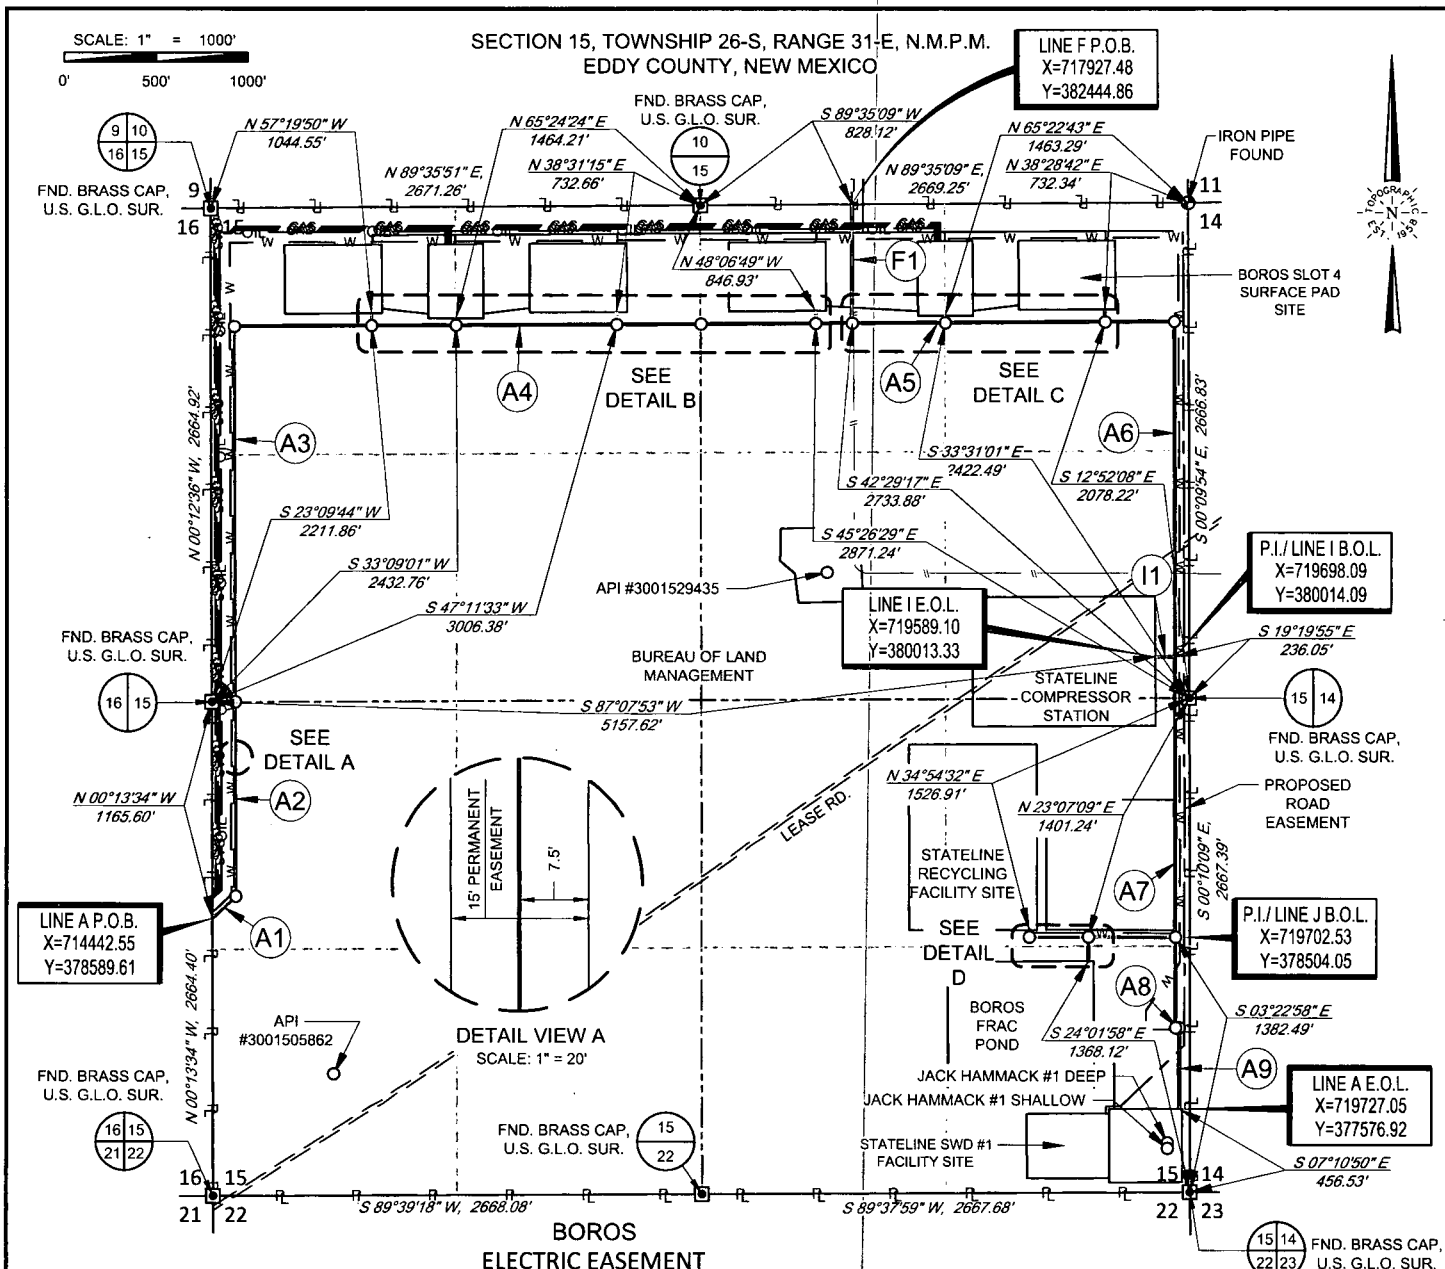 SCALE: 1" = 1000'
0' 500' 1000'
SECTION 15, TOWNSHIP 26-S, RANGE 31-E, N.M.P.M.
EDDY COUNTY, NEW MEXICO
LINE F P.O.B.
X=717927.48
Y=382444.86
FND. BRASS CAP,
U.S. G.L.O. SUR.
9 10
16 15
N 57°19'50" W
1044.55'
N 65°24'24" E
1464.21'
FND. BRASS CAP,
U.S. G.L.O. SUR.
10
15
S 89°35'09" W
828.12'
N 65°22'43" E
1463.29'
IRON PIPE
FOUND
N 89°35'51" E,
2671.26'
N 38°31'15" E
732.66'
N 89°35'09" E,
2669.25'
N 38°28'42" E
732.34'
TOPOGRAPHIC
N
EST. 1958
9
16 15
11
14
GAS GAS GAS GAS GAS GAS GAS
OIL
W W W W W W W
N 48°06'49" W
846.93'
F1
BOROS SLOT 4
SURFACE PAD
SITE
A4
SEE
DETAIL B
A5
SEE
DETAIL C
A6
A3
N 00°12'36" W, 2664.92'
S 00°09'54" E, 2666.83'
S 33°31'01" E
2422.49'
S 42°29'17" E
2733.88'
S 12°52'08" E
2078.22'
S 23°09'44" W
2211.86'
S 45°26'29" E
2871.24'
S 33°09'01" W
2432.76'
S 47°11'33" W
3006.38'
API #3001529435
I1
P.I./ LINE I B.O.L.
X=719698.09
Y=380014.09
LINE I E.O.L.
X=719589.10
Y=380013.33
S 19°19'55" E
236.05'
FND. BRASS CAP,
U.S. G.L.O. SUR.
16 15
BUREAU OF LAND
MANAGEMENT
STATELINE
COMPRESSOR
STATION
15 14
FND. BRASS CAP,
U.S. G.L.O. SUR.
S 87°07'53" W
5157.62'
SEE
DETAIL A
A2
N 00°13'34" W
1165.60'
N 34°54'32" E
1526.91'
N 23°07'09" E
1401.24'
PROPOSED
ROAD
EASEMENT
LEASE RD.
15' PERMANENT
EASEMENT
7.5'
STATELINE
RECYCLING
FACILITY SITE
A7
S 00°10'09" E,
2667.39'
LINE A P.O.B.
X=714442.55
Y=378589.61
A1
SEE
DETAIL
D
P.I./ LINE J B.O.L.
X=719702.53
Y=378504.05
A8
N 00°13'34" W, 2664.40'
API
#3001505862
DETAIL VIEW A
SCALE: 1" = 20'
BOROS
FRAC
POND
S 24°01'58" E
1368.12'
S 03°22'58" E
1382.49'
A9
JACK HAMMACK #1 DEEP
JACK HAMMACK #1 SHALLOW
LINE A E.O.L.
X=719727.05
Y=377576.92
FND. BRASS CAP,
U.S. G.L.O. SUR.
16 15
21 22
FND. BRASS CAP,
U.S. G.L.O. SUR.
15
22
STATELINE SWD #1
FACILITY SITE
S 07°10'50" E
456.53'
16 15
21 22
15 14
22 23
S 89°39'18" W, 2668.08'
S 89°37'59" W, 2667.68'
BOROS
ELECTRIC EASEMENT
15 14
22 23
FND. BRASS CAP,
U.S. G.L.O. SUR.